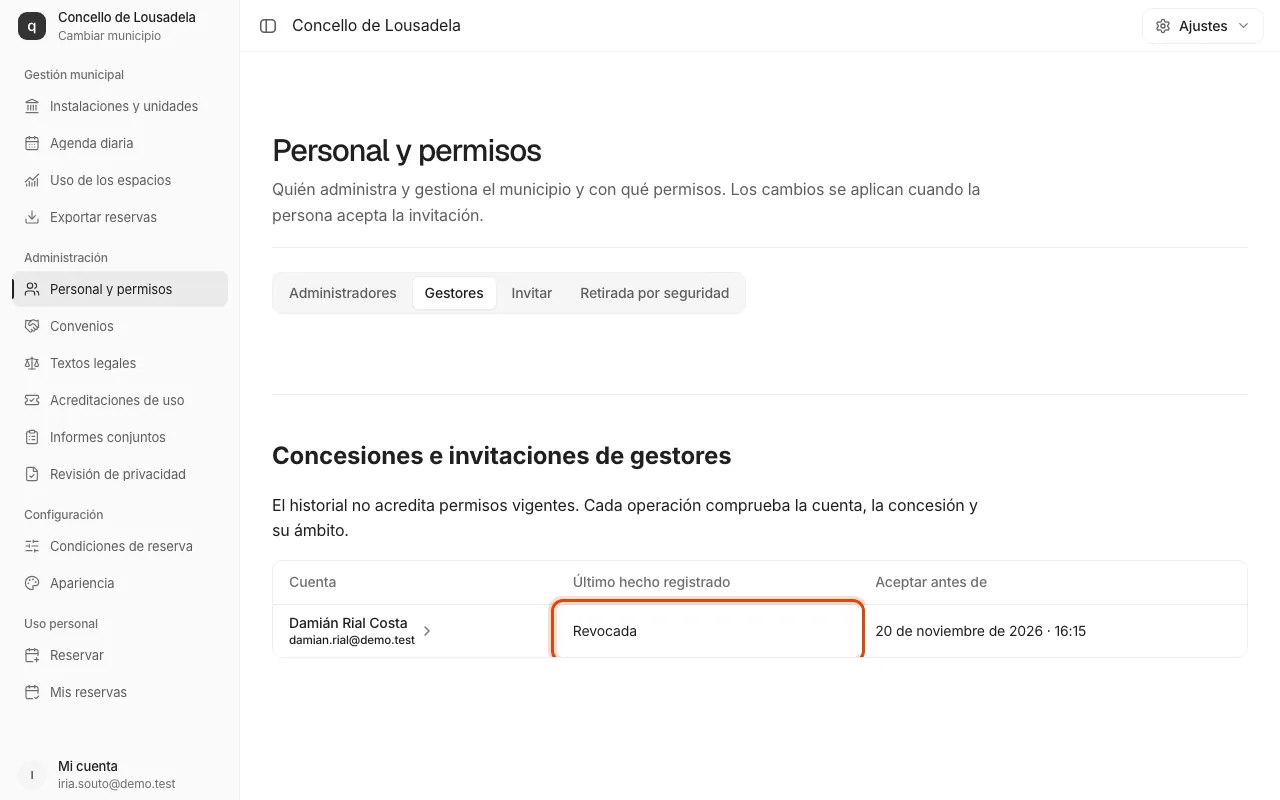 q
Concello de Lousadela
Cambiar municipio
Gestión municipal
Instalaciones y unidades
Agenda diaria
Uso de los espacios
Exportar reservas
Administración
Personal y permisos
Convenios
Textos legales
Acreditaciones de uso
Informes conjuntos
Revisión de privacidad
Configuración
Condiciones de reserva
Apariencia
Uso personal
Reservar
Mis reservas
I
Mi cuenta
iria.souto@demo.test
Concello de Lousadela
Ajustes
Personal y permisos
Quién administra y gestiona el municipio y con qué permisos. Los cambios se aplican cuando la
persona acepta la invitación.
Administradores Gestores Invitar Retirada por seguridad
Concesiones e invitaciones de gestores
El historial no acredita permisos vigentes. Cada operación comprueba la cuenta, la concesión y
su ámbito.
Cuenta Último hecho registrado Aceptar antes de
Damián Rial Costa
damian.rial@demo.test
Revocada
20 de noviembre de 2026 · 16:15